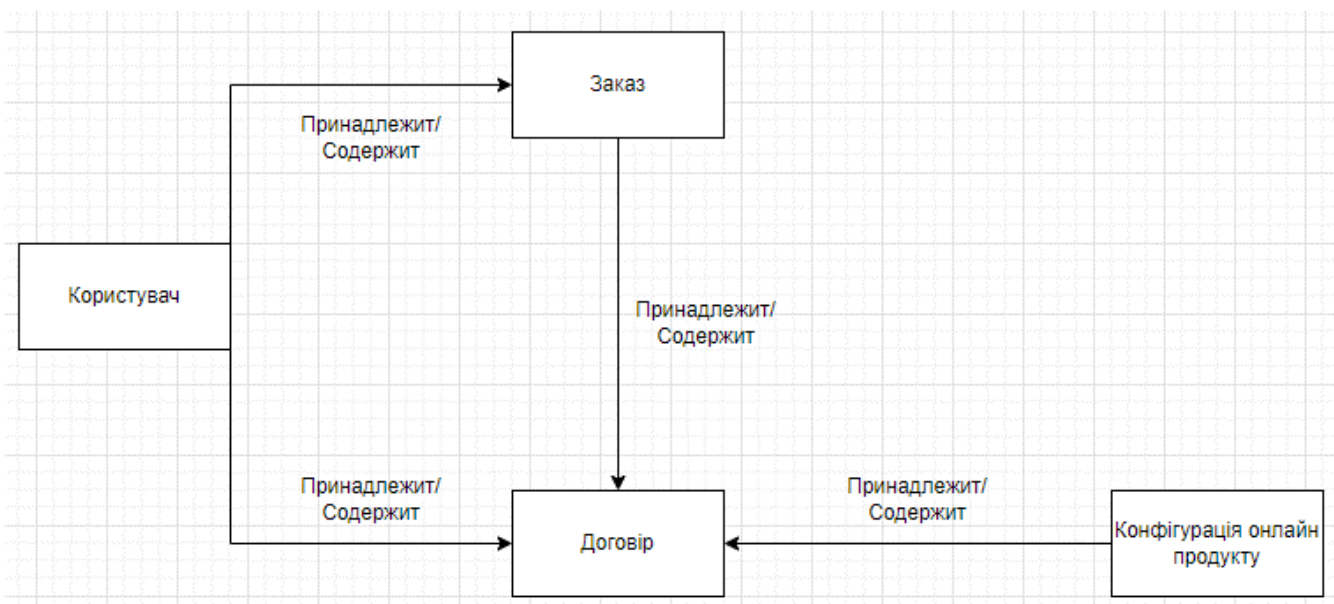 Заказ
Принадлежит/
Содержит
Користувач
Принадлежит/
Содержит
Принадлежит/
Содержит
Договір
Принадлежит/
Содержит
Конфігурація онлайн
продукту